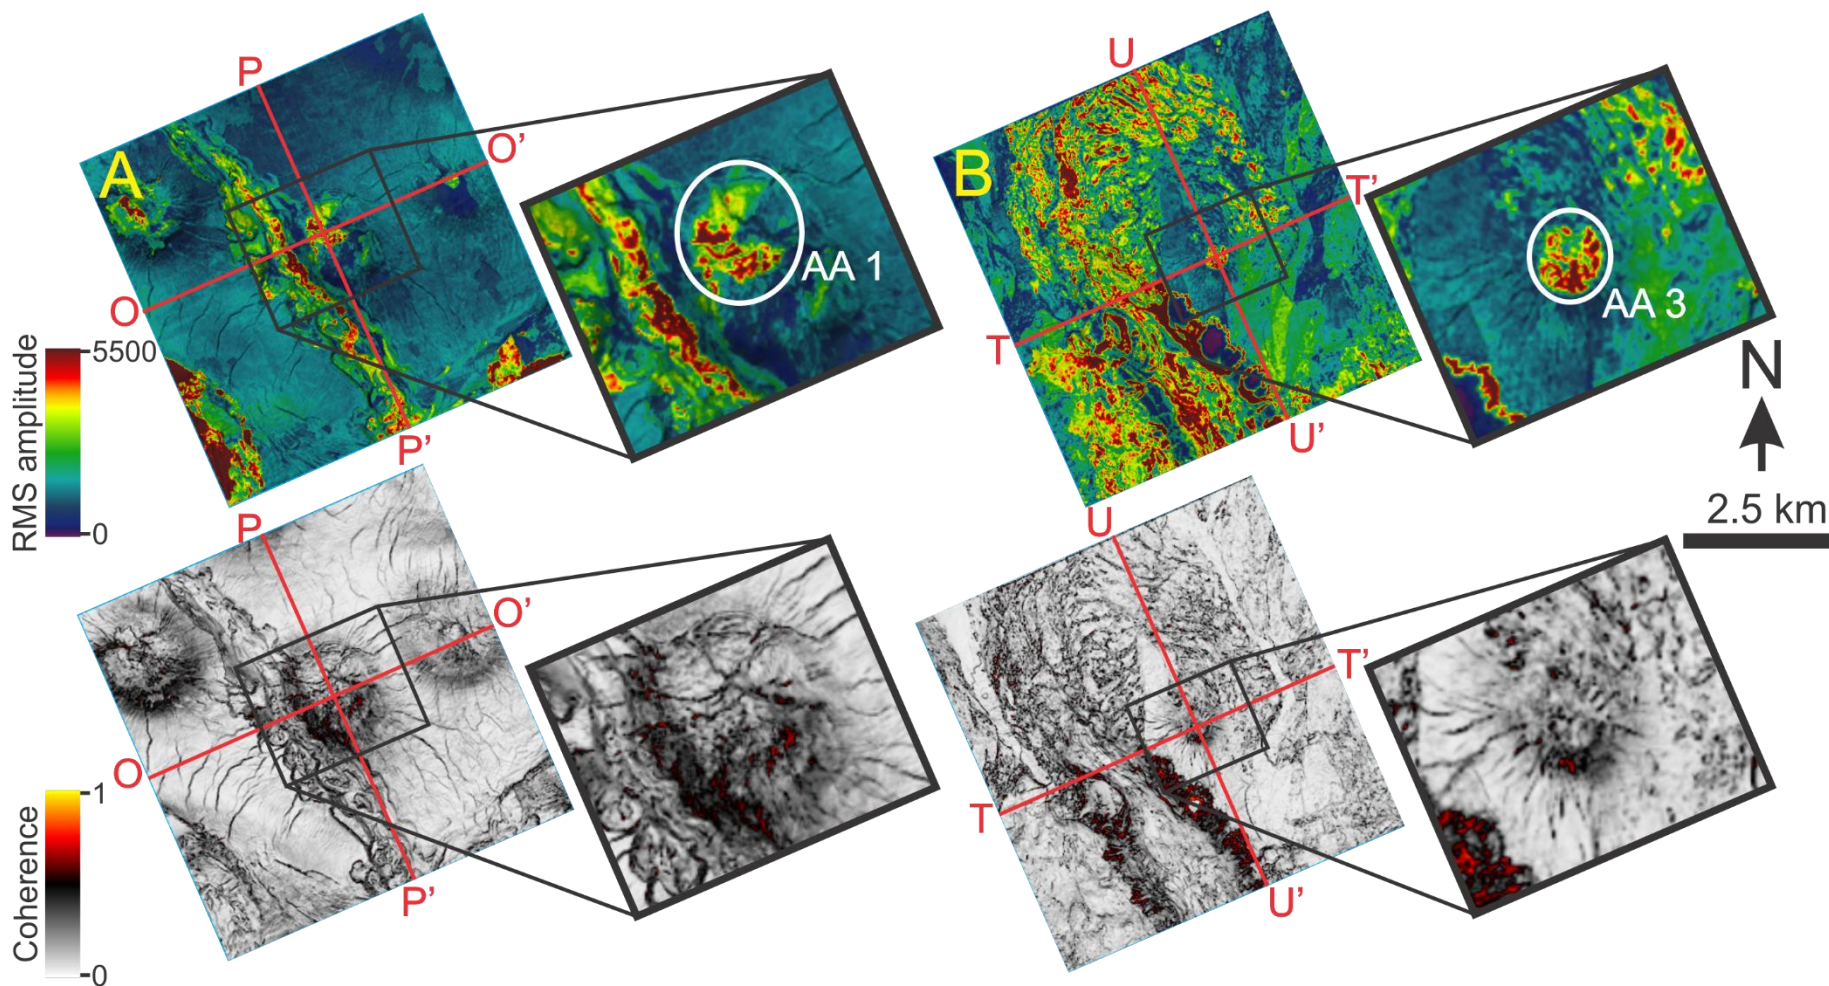 P
U
O’
A
B
T’
AA 1
AA 3
O
T
N
RMS amplitude
5500
P’
U’
2.5 km
0
P
U
O’
T’
O
T
Coherence
1
P’
U’
0